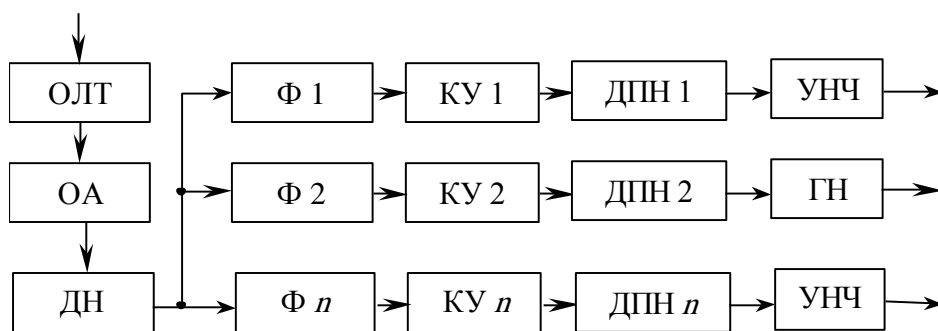 ОЛТ Ф 1 КУ 1 ДПН 1 УНЧ
ОА Ф 2 КУ 2 ДПН 2 ГН
ДН Ф n КУ n ДПН n УНЧ